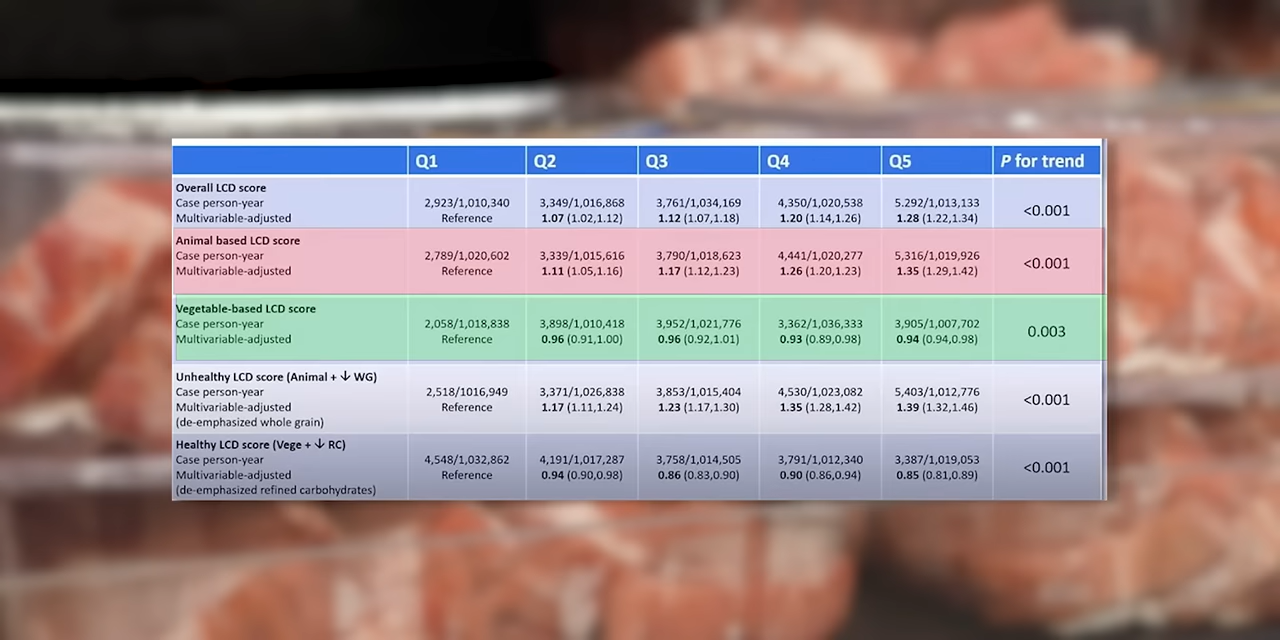 Q1 Q2 Q3 Q4 Q5 P for trend
Overall LCD score
Case person-year 2,923/1,010,340 3,349/1,016,868 3,761/1,034,169 4,350/1,020,538 5.292/1,013,133
Multivariable-adjusted Reference 1.07 (1.02,1.12) 1.12 (1.07,1.18) 1.20 (1.14,1.26) 1.28 (1.22,1.34) <0.001
Animal based LCD score
Case person-year 2,789/1,020,602 3,339/1,015,616 3,790/1,018,623 4,441/1,020,277 5,316/1,019,926
Multivariable-adjusted Reference 1.11 (1.05,1.16) 1.17 (1.12,1.23) 1.26 (1.20,1.23) 1.35 (1.29,1.42) <0.001
Vegetable-based LCD score
Case person-year 2,058/1,018,838 3,898/1,010,418 3,952/1,021,776 3,362/1,036,333 3,905/1,007,702
Multivariable-adjusted Reference 0.96 (0.91,1.00) 0.96 (0.92,1.01) 0.93 (0.89,0.98) 0.94 (0.94,0.98) 0.003
Unhealthy LCD score (Animal + ↓ WG)
Case person-year 2,518/1016,949 3,371/1,026,838 3,853/1,015,404 4,530/1,023,082 5,403/1,012,776
Multivariable-adjusted Reference 1.17 (1.11,1.24) 1.23 (1.17,1.30) 1.35 (1.28,1.42) 1.39 (1.32,1.46) <0.001
(de-emphasized whole grain)
Healthy LCD score (Vege + ↓ RC)
Case person-year 4,548/1,032,862 4,191/1,017,287 3,758/1,014,505 3,791/1,012,340 3,387/1,019,053
Multivariable-adjusted Reference 0.94 (0.90,0.98) 0.86 (0.83,0.90) 0.90 (0.86,0.94) 0.85 (0.81,0.89) <0.001
(de-emphasized refined carbohydrates)